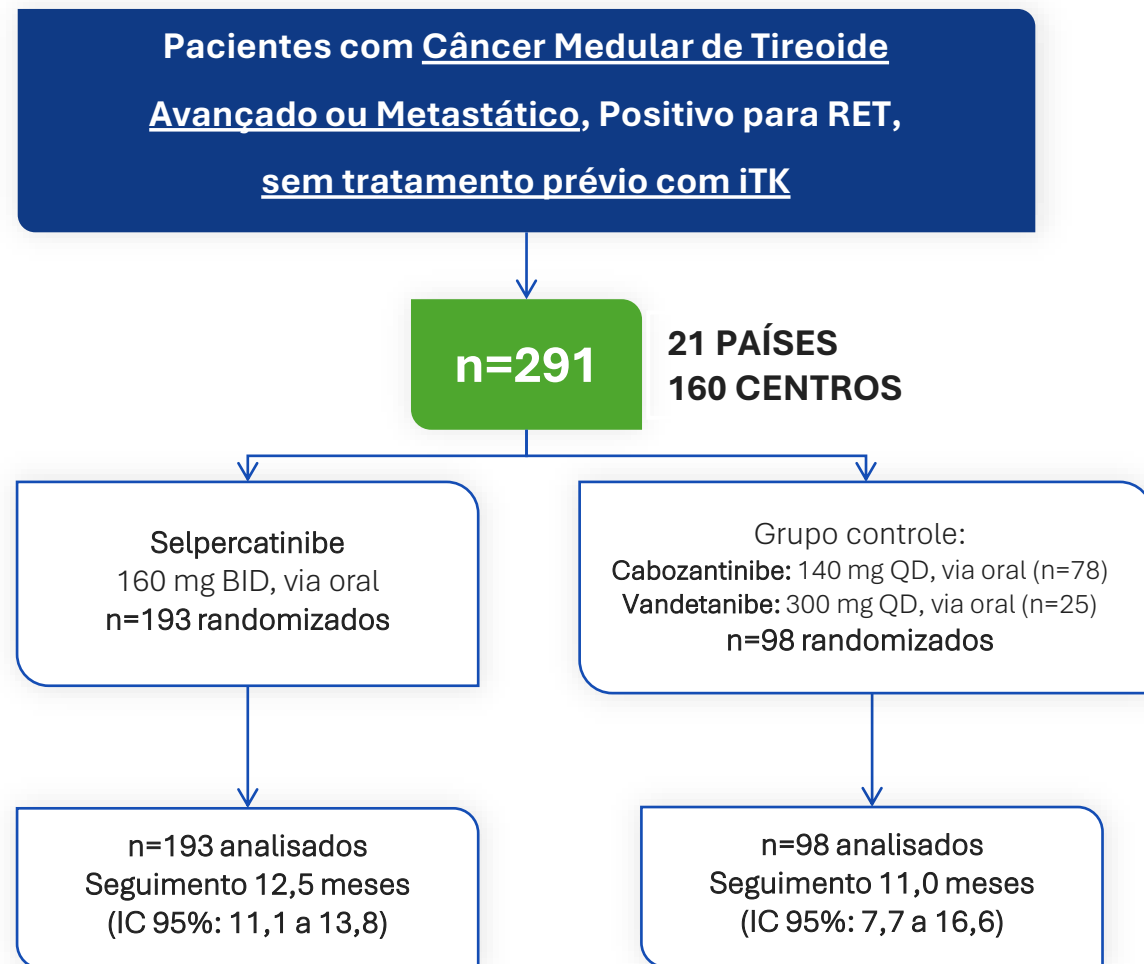 Pacientes com Câncer Medular de Tireoide
Avançado ou Metastático, Positivo para RET,
sem tratamento prévio com iTK
n=291
21 PAÍSES
160 CENTROS
Selpercatinibe
160 mg BID, via oral
n=193 randomizados
Grupo controle:
Cabozantinibe: 140 mg QD, via oral (n=78)
Vandetanibe: 300 mg QD, via oral (n=25)
n=98 randomizados
n=193 analisados
Seguimento 12,5 meses
(IC 95%: 11,1 a 13,8)
n=98 analisados
Seguimento 11,0 meses
(IC 95%: 7,7 a 16,6)